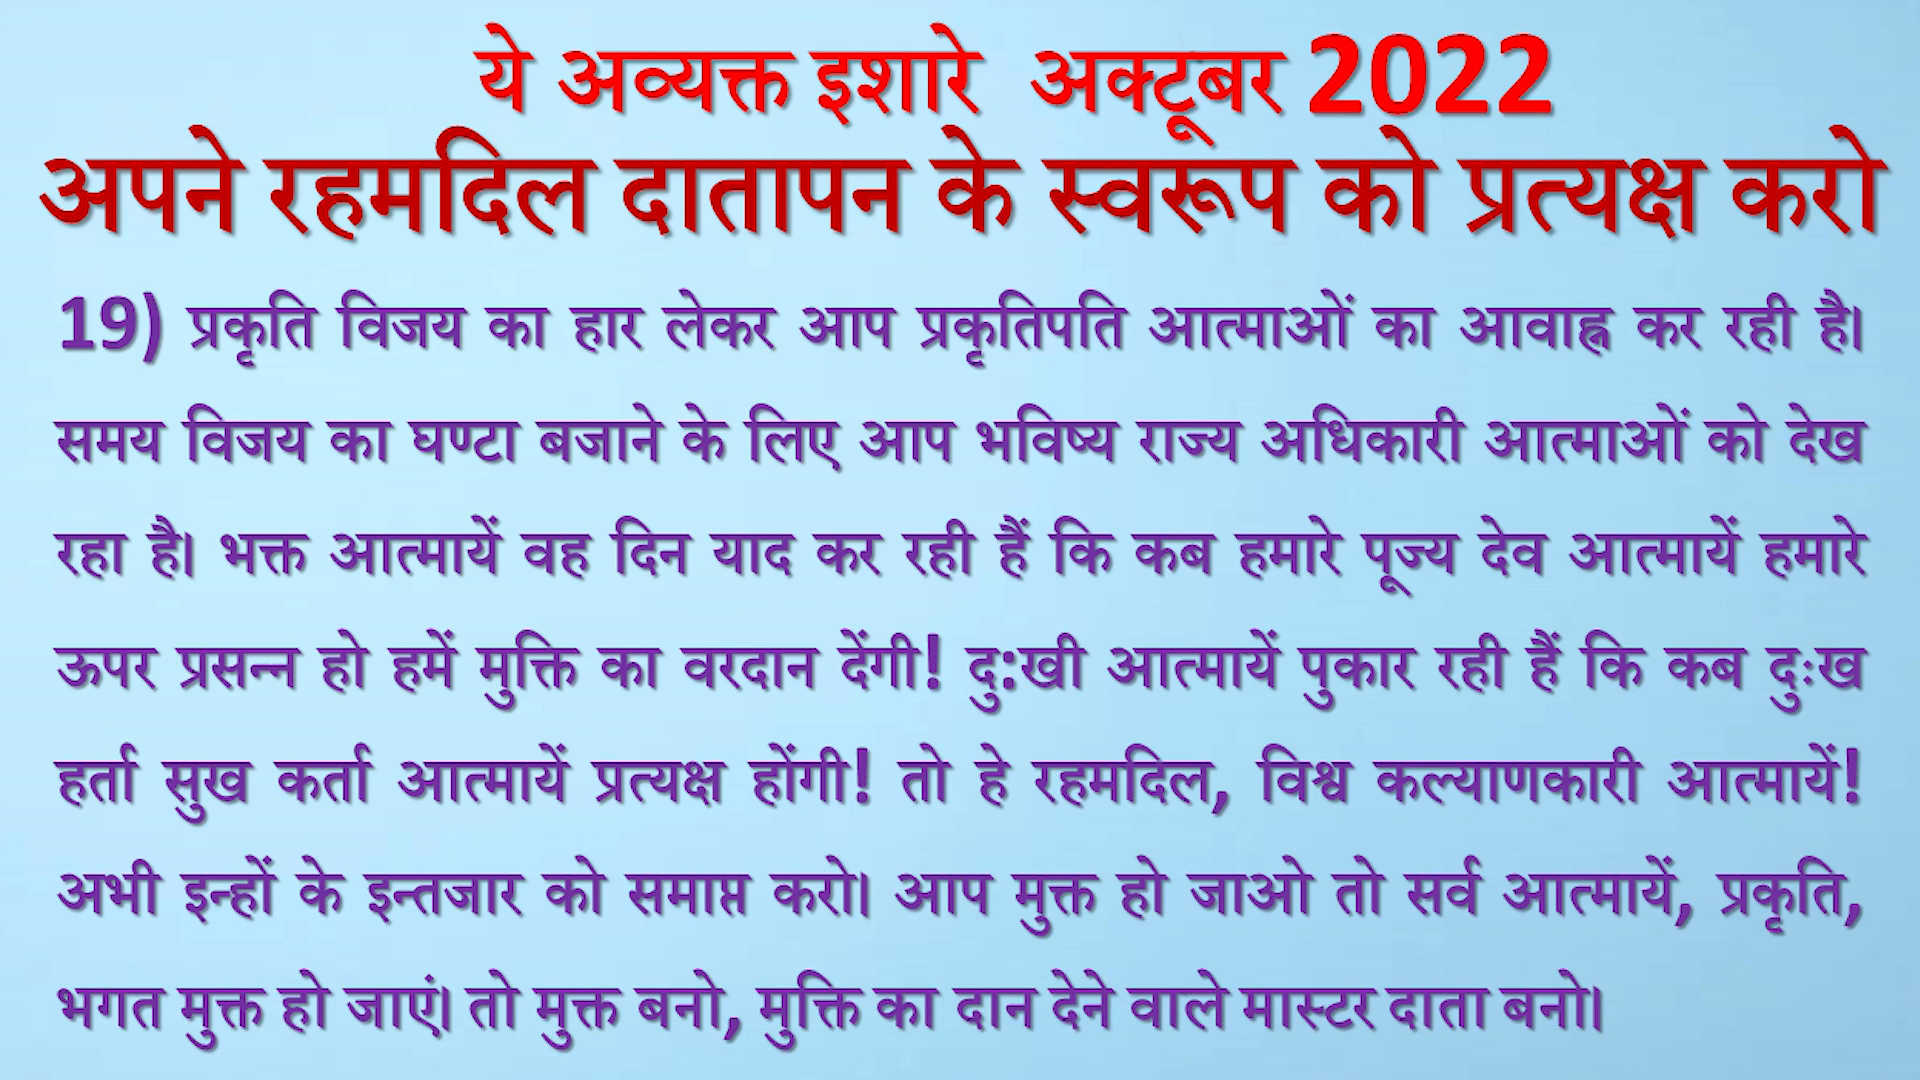 ये अव्यक्त इशारे अक्टूबर 2022
अपने रहमदिल दातापन के स्वरूप को प्रत्यक्ष करो
19) प्रकृति विजय का हार लेकर आप प्रकृतिपति आत्माओं का आवाह्न कर रही है।
समय विजय का घण्टा बजाने के लिए आप भविष्य राज्य अधिकारी आत्माओं को देख
रहा है। भक्त आत्मायें वह दिन याद कर रही हैं कि कब हमारे पूज्य देव आत्मायें हमारे
ऊपर प्रसन्न हो हमें मुक्ति का वरदान देंगी! दु:खी आत्मायें पुकार रही हैं कि कब दुःख
हर्ता सुख कर्ता आत्मायें प्रत्यक्ष होंगी! तो हे रहमदिल, विश्व कल्याणकारी आत्मायें!
अभी इन्हों के इन्तजार को समाप्त करो। आप मुक्त हो जाओ तो सर्व आत्मायें, प्रकृति,
भगत मुक्त हो जाएं। तो मुक्त बनो, मुक्ति का दान देने वाले मास्टर दाता बनो।